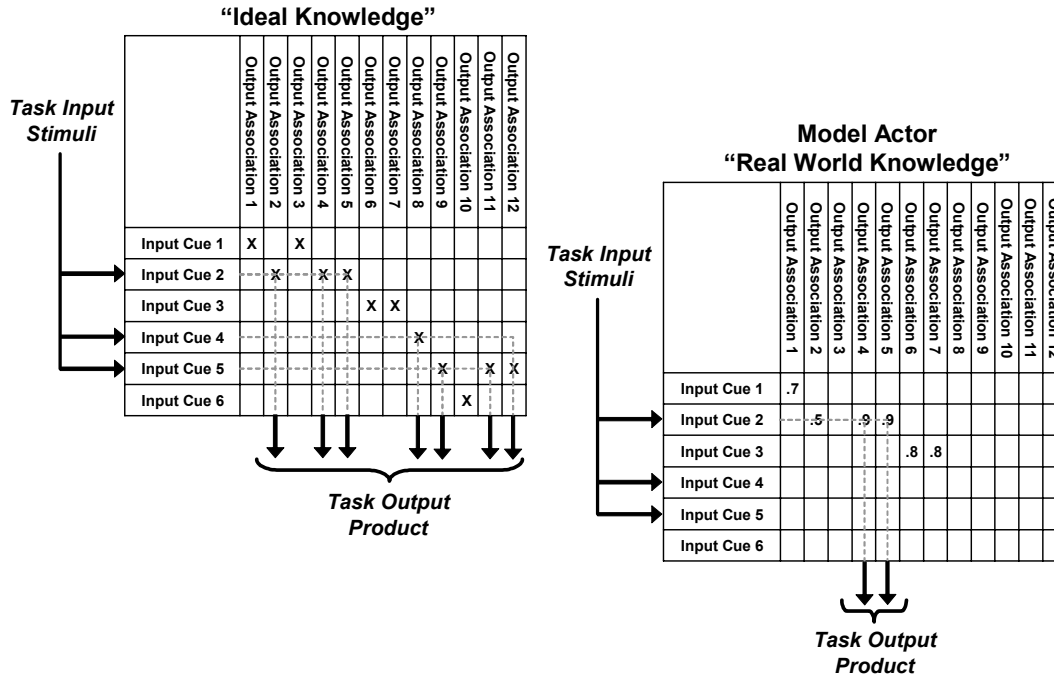 “Ideal Knowledge”
Task Input
Stimuli
Output Association 1
Output Association 2
Output Association 3
Output Association 4
Output Association 5
Output Association 6
Output Association 7
Output Association 8
Output Association 9
Output Association 10
Output Association 11
Output Association 12
Input Cue 1 X X
Input Cue 2 X X X
Input Cue 3 X X
Input Cue 4 X
Input Cue 5 X X X
Input Cue 6 X
Task Output
Product
Model Actor
“Real World Knowledge”
Task Input
Stimuli
Output Association 1
Output Association 2
Output Association 3
Output Association 4
Output Association 5
Output Association 6
Output Association 7
Output Association 8
Output Association 9
Output Association 10
Output Association 11
Output Association 12
Input Cue 1 .7
Input Cue 2 .5 .9 .9
Input Cue 3 .8 .8
Input Cue 4
Input Cue 5
Input Cue 6
Task Output
Product